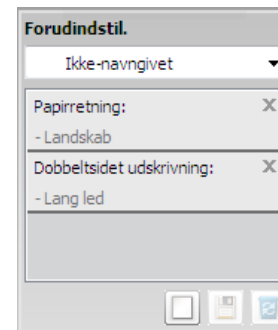 Forudindstil.
Ikke-navngivet
Papirretning:
- Landskab
Dobbeltsidet udskrivning:
- Lang led